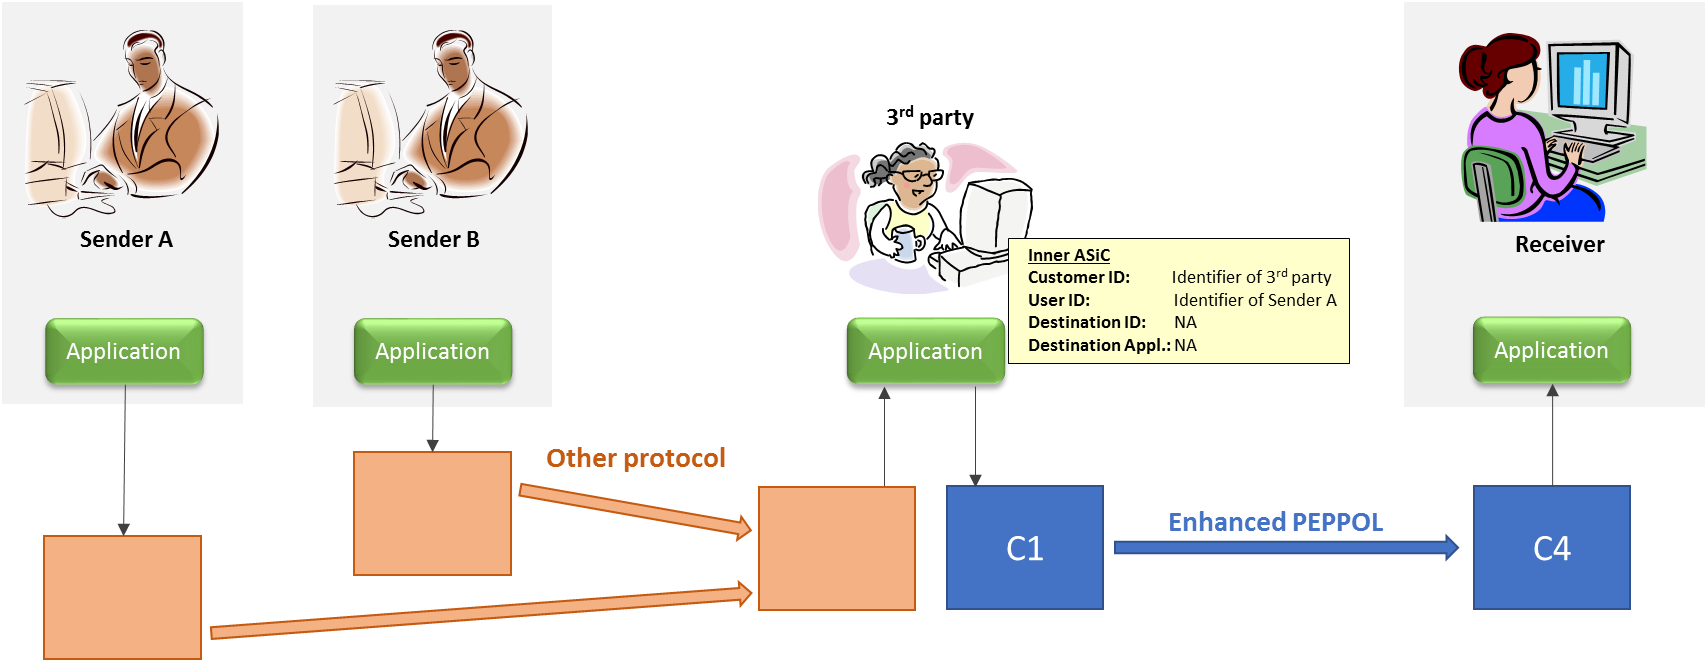 Sender A
Sender B
3rd party
Receiver
Inner ASiC
Customer ID: Identifier of 3rd party
User ID: Identifier of Sender A
Destination ID: NA
Destination Appl.: NA
Application
Application
Application
Application
Other protocol
Enhanced PEPPOL
C1
C4